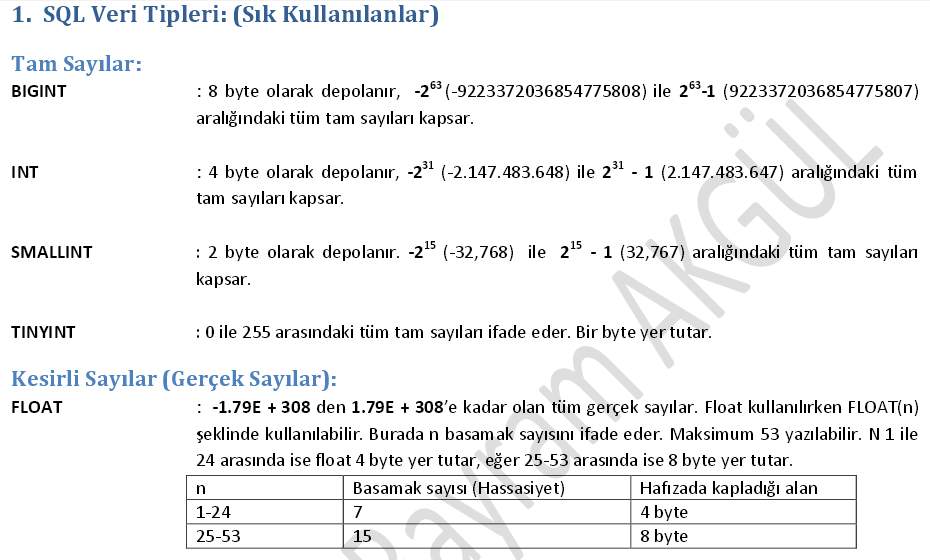 1. SQL Veri Tipleri: (Sık Kullanılanlar)
Tam Sayılar:
BIGINT : 8 byte olarak depolanır, -2^63 (-9223372036854775808) ile 2^63-1 (9223372036854775807)
aralığındaki tüm tam sayıları kapsar.
INT : 4 byte olarak depolanır, -2^31 (-2.147.483.648) ile 2^31 - 1 (2.147.483.647) aralığındaki tüm
tam sayıları kapsar.
SMALLINT : 2 byte olarak depolanır. -2^15 (-32,768) ile 2^15 - 1 (32,767) aralığındaki tüm tam sayıları
kapsar.
TINYINT : 0 ile 255 arasındaki tüm tam sayıları ifade eder. Bir byte yer tutar.
Kesirli Sayılar (Gerçek Sayılar):
FLOAT : -1.79E + 308 den 1.79E + 308’e kadar olan tüm gerçek sayılar. Float kullanılırken FLOAT(n)
şeklinde kullanılabilir. Burada n basamak sayısını ifade eder. Maksimum 53 yazılabilir. N 1 ile
24 arasında ise float 4 byte yer tutar, eğer 25-53 arasında ise 8 byte yer tutar.
n Basamak sayısı (Hassasiyet) Hafızada kapladığı alan
1-24 7 4 byte
25-53 15 8 byte
Bayram AKGÜL